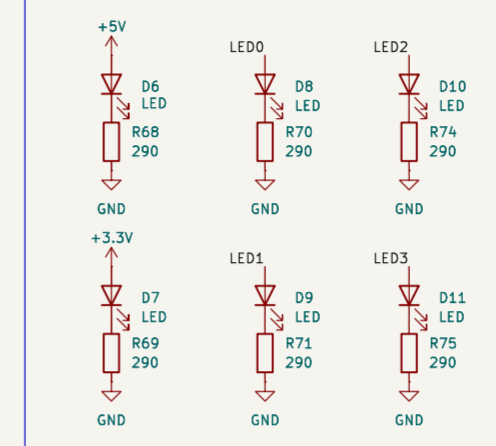 +5V
D6
LED
R68
290
GND
LED0
D8
LED
R70
290
GND
LED2
D10
LED
R74
290
GND
+3.3V
D7
LED
R69
290
GND
LED1
D9
LED
R71
290
GND
LED3
D11
LED
R75
290
GND